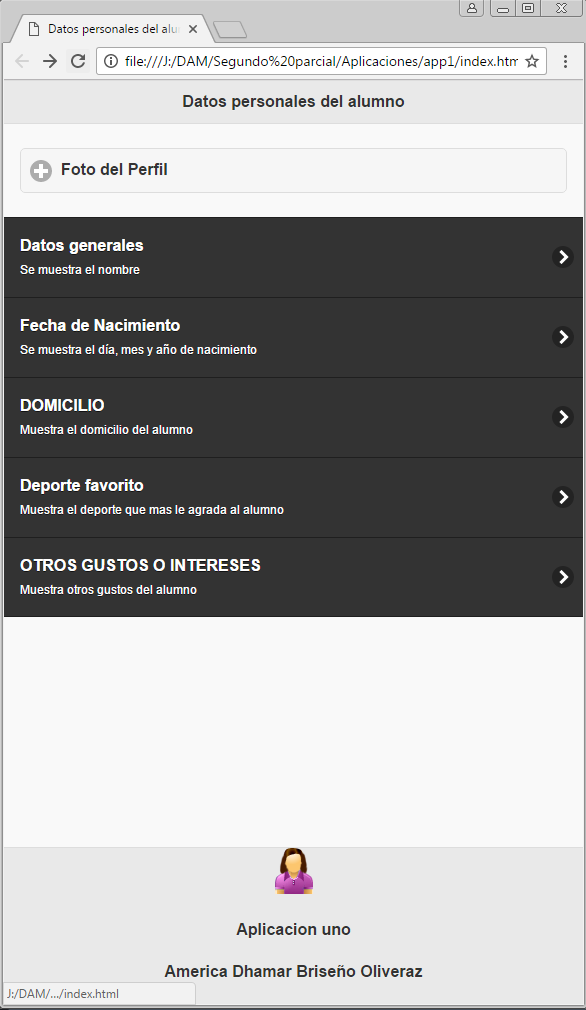 Datos personales del alu
file:///J:/DAM/Segundo%20parcial/Aplicaciones/app1/index.htm
Datos personales del alumno
Foto del Perfil
Datos generales
Se muestra el nombre
Fecha de Nacimiento
Se muestra el día, mes y año de nacimiento
DOMICILIO
Muestra el domicilio del alumno
Deporte favorito
Muestra el deporte que mas le agrada al alumno
OTROS GUSTOS O INTERESES
Muestra otros gustos del alumno
Aplicacion uno
America Dhamar Briseño Oliveraz
J:/DAM/.../index.html